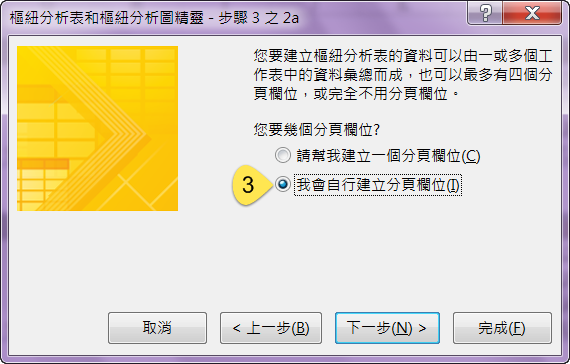 樞紐分析表和樞紐分析圖精靈 - 步驟 3 之 2a
您要建立樞紐分析表的資料可以由一或多個工
作表中的資料彙總而成，也可以最多有四個分
頁欄位，或完全不用分頁欄位。
您要幾個分頁欄位?
請幫我建立一個分頁欄位(C)
3
我會自行建立分頁欄位(I)
取消
< 上一步(B)
下一步(N) >
完成(F)